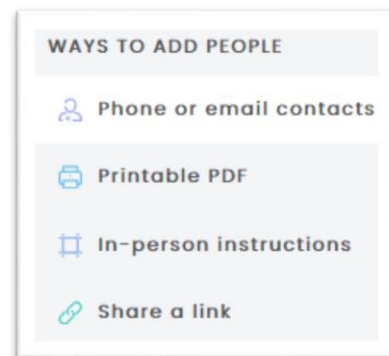 WAYS TO ADD PEOPLE
Phone or email contacts
Printable PDF
In-person instructions
Share a link